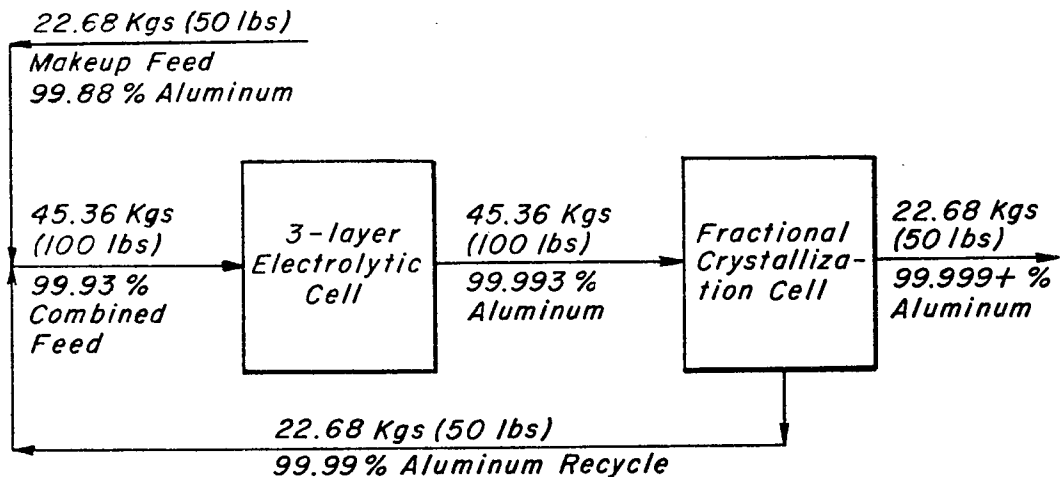 22.68 Kgs (50 lbs)
Makeup Feed
99.88 % Aluminum
45.36 Kgs
(100 lbs)
99.93 %
Combined
Feed
3-layer
Electrolytic
Cell
45.36 Kgs
(100 lbs)
99.993 %
Aluminum
Fractional
Crystalliza-
tion Cell
22.68 Kgs
(50 lbs)
99.999+ %
Aluminum
22.68 Kgs (50 lbs)
99.99 % Aluminum Recycle